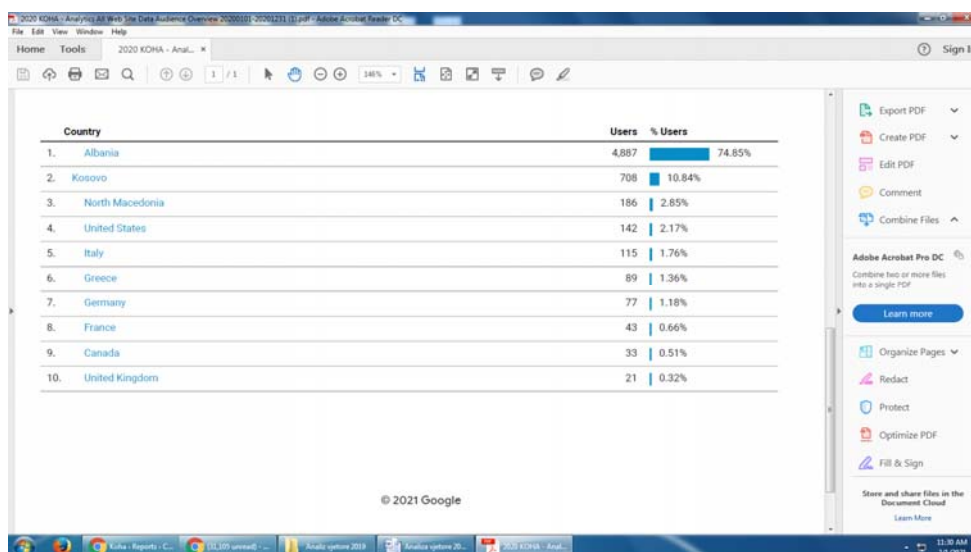 2020 KOHA - Analytics All Web Site Data Audience Overview 20200101-20201231 (1).pdf - Adobe Acrobat Reader DC
File Edit View Window Help
Home Tools 2020 KOHA - Anal... ×
Sign I
1 / 1 146%
Country Users % Users
1. Albania 4,887 74.85%
2. Kosovo 708 10.84%
3. North Macedonia 186 2.85%
4. United States 142 2.17%
5. Italy 115 1.76%
6. Greece 89 1.36%
7. Germany 77 1.18%
8. France 43 0.66%
9. Canada 33 0.51%
10. United Kingdom 21 0.32%
© 2021 Google
Export PDF
Create PDF
Edit PDF
Comment
Combine Files
Adobe Acrobat Pro DC
Combine two or more files
into a single PDF
Learn more
Organize Pages
Redact
Protect
Optimize PDF
Fill & Sign
Store and share files in the
Document Cloud
Learn More
Koha › Reports › C... (31,105 unread) - ... Analiz vjetore 2019 Analiza vjetore 20... 2020 KOHA - Anal...
11:30 AM